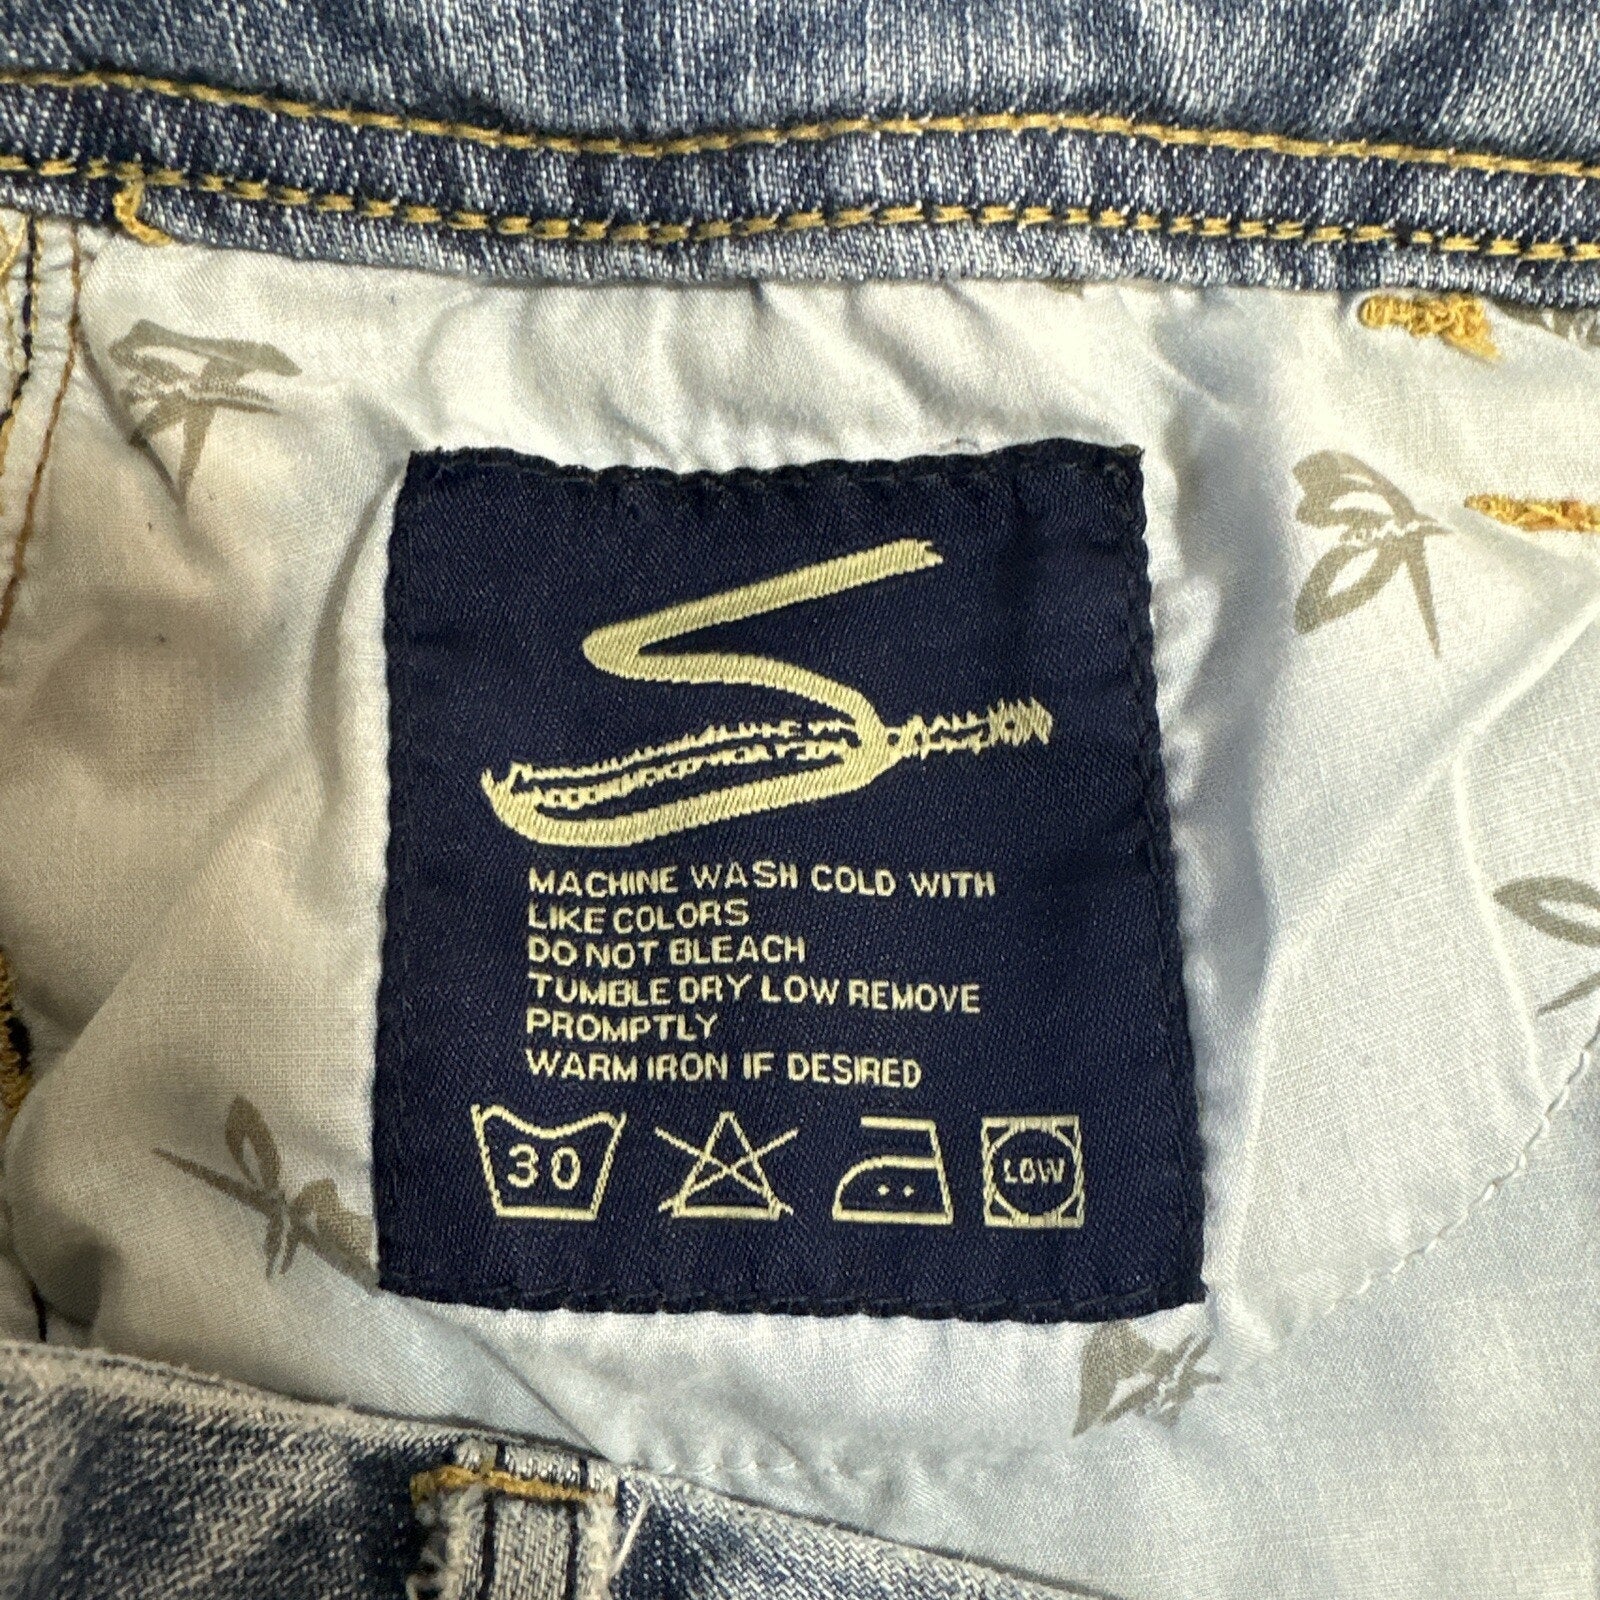 S
MACHINE WASH COLD WITH
LIKE COLORS
DO NOT BLEACH
TUMBLE DRY LOW REMOVE
PROMPTLY
WARM IRON IF DESIRED
30
LOW